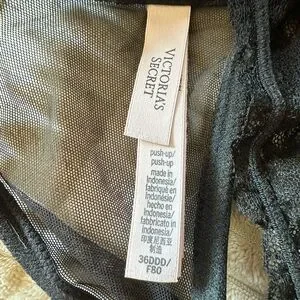 VICTORIA'S
SECRET
push-up/
push-up
made in
Indonesia/
fabriqué en
Indonésie/
hecho en
Indonesia/
fabbricato in
Indonesia/
印度尼西亚
制造
36DDD/
F80